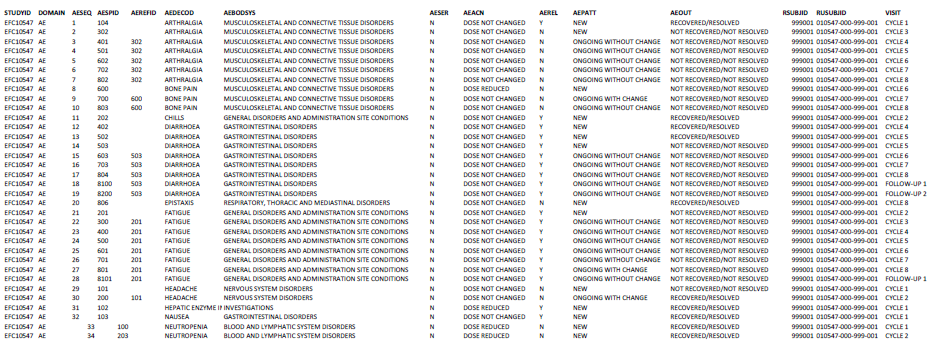 STUDYID DOMAIN AESEQ AESPID AEREFID AEDECOD AEBODSYS AESER AEACN AEREL AEPATT AEOUT RSUBJID RUSUBJID VISIT
EFC10547 AE 1 104 ARTHRALGIA MUSCULOSKELETAL AND CONNECTIVE TISSUE DISORDERS N DOSE NOT CHANGED Y NEW RECOVERED/RESOLVED 999001 010547-000-999-001 CYCLE 1
EFC10547 AE 2 302 ARTHRALGIA MUSCULOSKELETAL AND CONNECTIVE TISSUE DISORDERS N DOSE NOT CHANGED N NEW NOT RECOVERED/NOT RESOLVED 999001 010547-000-999-001 CYCLE 3
EFC10547 AE 3 401 302 ARTHRALGIA MUSCULOSKELETAL AND CONNECTIVE TISSUE DISORDERS N DOSE NOT CHANGED N ONGOING WITHOUT CHANGE NOT RECOVERED/NOT RESOLVED 999001 010547-000-999-001 CYCLE 4
EFC10547 AE 4 501 302 ARTHRALGIA MUSCULOSKELETAL AND CONNECTIVE TISSUE DISORDERS N DOSE NOT CHANGED N ONGOING WITHOUT CHANGE NOT RECOVERED/NOT RESOLVED 999001 010547-000-999-001 CYCLE 5
EFC10547 AE 5 602 302 ARTHRALGIA MUSCULOSKELETAL AND CONNECTIVE TISSUE DISORDERS N DOSE NOT CHANGED N ONGOING WITHOUT CHANGE NOT RECOVERED/NOT RESOLVED 999001 010547-000-999-001 CYCLE 6
EFC10547 AE 6 702 302 ARTHRALGIA MUSCULOSKELETAL AND CONNECTIVE TISSUE DISORDERS N DOSE NOT CHANGED N ONGOING WITHOUT CHANGE NOT RECOVERED/NOT RESOLVED 999001 010547-000-999-001 CYCLE 7
EFC10547 AE 7 802 302 ARTHRALGIA MUSCULOSKELETAL AND CONNECTIVE TISSUE DISORDERS N DOSE NOT CHANGED N ONGOING WITHOUT CHANGE NOT RECOVERED/NOT RESOLVED 999001 010547-000-999-001 CYCLE 8
EFC10547 AE 8 600 BONE PAIN MUSCULOSKELETAL AND CONNECTIVE TISSUE DISORDERS N DOSE REDUCED N NEW NOT RECOVERED/NOT RESOLVED 999001 010547-000-999-001 CYCLE 6
EFC10547 AE 9 700 600 BONE PAIN MUSCULOSKELETAL AND CONNECTIVE TISSUE DISORDERS N DOSE NOT CHANGED N ONGOING WITH CHANGE NOT RECOVERED/NOT RESOLVED 999001 010547-000-999-001 CYCLE 7
EFC10547 AE 10 803 600 BONE PAIN MUSCULOSKELETAL AND CONNECTIVE TISSUE DISORDERS N DOSE NOT CHANGED N ONGOING WITHOUT CHANGE NOT RECOVERED/NOT RESOLVED 999001 010547-000-999-001 CYCLE 8
EFC10547 AE 11 202 CHILLS GENERAL DISORDERS AND ADMINISTRATION SITE CONDITIONS N DOSE NOT CHANGED Y NEW RECOVERED/RESOLVED 999001 010547-000-999-001 CYCLE 2
EFC10547 AE 12 402 DIARRHOEA GASTROINTESTINAL DISORDERS N DOSE NOT CHANGED Y NEW RECOVERED/RESOLVED 999001 010547-000-999-001 CYCLE 4
EFC10547 AE 13 502 DIARRHOEA GASTROINTESTINAL DISORDERS N DOSE NOT CHANGED Y NEW RECOVERED/RESOLVED 999001 010547-000-999-001 CYCLE 5
EFC10547 AE 14 503 DIARRHOEA GASTROINTESTINAL DISORDERS N DOSE NOT CHANGED Y NEW NOT RECOVERED/NOT RESOLVED 999001 010547-000-999-001 CYCLE 5
EFC10547 AE 15 603 503 DIARRHOEA GASTROINTESTINAL DISORDERS N DOSE NOT CHANGED Y ONGOING WITHOUT CHANGE NOT RECOVERED/NOT RESOLVED 999001 010547-000-999-001 CYCLE 6
EFC10547 AE 16 703 503 DIARRHOEA GASTROINTESTINAL DISORDERS N DOSE NOT CHANGED Y ONGOING WITHOUT CHANGE NOT RECOVERED/NOT RESOLVED 999001 010547-000-999-001 CYCLE 7
EFC10547 AE 17 804 503 DIARRHOEA GASTROINTESTINAL DISORDERS N DOSE NOT CHANGED Y ONGOING WITHOUT CHANGE NOT RECOVERED/NOT RESOLVED 999001 010547-000-999-001 CYCLE 8
EFC10547 AE 18 8100 503 DIARRHOEA GASTROINTESTINAL DISORDERS N DOSE NOT CHANGED Y ONGOING WITHOUT CHANGE NOT RECOVERED/NOT RESOLVED 999001 010547-000-999-001 FOLLOW-UP 1
EFC10547 AE 19 8200 503 DIARRHOEA GASTROINTESTINAL DISORDERS N DOSE NOT CHANGED Y ONGOING WITHOUT CHANGE NOT RECOVERED/NOT RESOLVED 999001 010547-000-999-001 FOLLOW-UP 2
EFC10547 AE 20 806 EPISTAXIS RESPIRATORY, THORACIC AND MEDIASTINAL DISORDERS N DOSE NOT CHANGED N NEW RECOVERED/RESOLVED 999001 010547-000-999-001 CYCLE 8
EFC10547 AE 21 201 FATIGUE GENERAL DISORDERS AND ADMINISTRATION SITE CONDITIONS N DOSE NOT CHANGED Y NEW NOT RECOVERED/NOT RESOLVED 999001 010547-000-999-001 CYCLE 2
EFC10547 AE 22 300 201 FATIGUE GENERAL DISORDERS AND ADMINISTRATION SITE CONDITIONS N DOSE NOT CHANGED Y ONGOING WITHOUT CHANGE NOT RECOVERED/NOT RESOLVED 999001 010547-000-999-001 CYCLE 3
EFC10547 AE 23 400 201 FATIGUE GENERAL DISORDERS AND ADMINISTRATION SITE CONDITIONS N DOSE NOT CHANGED Y ONGOING WITHOUT CHANGE NOT RECOVERED/NOT RESOLVED 999001 010547-000-999-001 CYCLE 4
EFC10547 AE 24 500 201 FATIGUE GENERAL DISORDERS AND ADMINISTRATION SITE CONDITIONS N DOSE NOT CHANGED Y ONGOING WITHOUT CHANGE NOT RECOVERED/NOT RESOLVED 999001 010547-000-999-001 CYCLE 5
EFC10547 AE 25 601 201 FATIGUE GENERAL DISORDERS AND ADMINISTRATION SITE CONDITIONS N DOSE NOT CHANGED Y ONGOING WITHOUT CHANGE NOT RECOVERED/NOT RESOLVED 999001 010547-000-999-001 CYCLE 6
EFC10547 AE 26 701 201 FATIGUE GENERAL DISORDERS AND ADMINISTRATION SITE CONDITIONS N DOSE NOT CHANGED Y ONGOING WITHOUT CHANGE NOT RECOVERED/NOT RESOLVED 999001 010547-000-999-001 CYCLE 7
EFC10547 AE 27 801 201 FATIGUE GENERAL DISORDERS AND ADMINISTRATION SITE CONDITIONS N DOSE NOT CHANGED Y ONGOING WITH CHANGE NOT RECOVERED/NOT RESOLVED 999001 010547-000-999-001 CYCLE 8
EFC10547 AE 28 8101 201 FATIGUE GENERAL DISORDERS AND ADMINISTRATION SITE CONDITIONS N DOSE NOT CHANGED Y ONGOING WITHOUT CHANGE NOT RECOVERED/NOT RESOLVED 999001 010547-000-999-001 FOLLOW-UP 1
EFC10547 AE 29 101 HEADACHE NERVOUS SYSTEM DISORDERS N DOSE NOT CHANGED N NEW NOT RECOVERED/NOT RESOLVED 999001 010547-000-999-001 CYCLE 1
EFC10547 AE 30 200 101 HEADACHE NERVOUS SYSTEM DISORDERS N DOSE NOT CHANGED N ONGOING WITH CHANGE RECOVERED/RESOLVED 999001 010547-000-999-001 CYCLE 2
EFC10547 AE 31 102 HEPATIC ENZYME IN INVESTIGATIONS N DOSE REDUCED Y NEW RECOVERED/RESOLVED 999001 010547-000-999-001 CYCLE 1
EFC10547 AE 32 103 NAUSEA GASTROINTESTINAL DISORDERS N DOSE NOT CHANGED Y NEW RECOVERED/RESOLVED 999001 010547-000-999-001 CYCLE 1
EFC10547 AE 33 100 NEUTROPENIA BLOOD AND LYMPHATIC SYSTEM DISORDERS N DOSE REDUCED N NEW RECOVERED/RESOLVED 999001 010547-000-999-001 CYCLE 1
EFC10547 AE 34 203 NEUTROPENIA BLOOD AND LYMPHATIC SYSTEM DISORDERS N DOSE REDUCED N NEW RECOVERED/RESOLVED 999001 010547-000-999-001 CYCLE 2